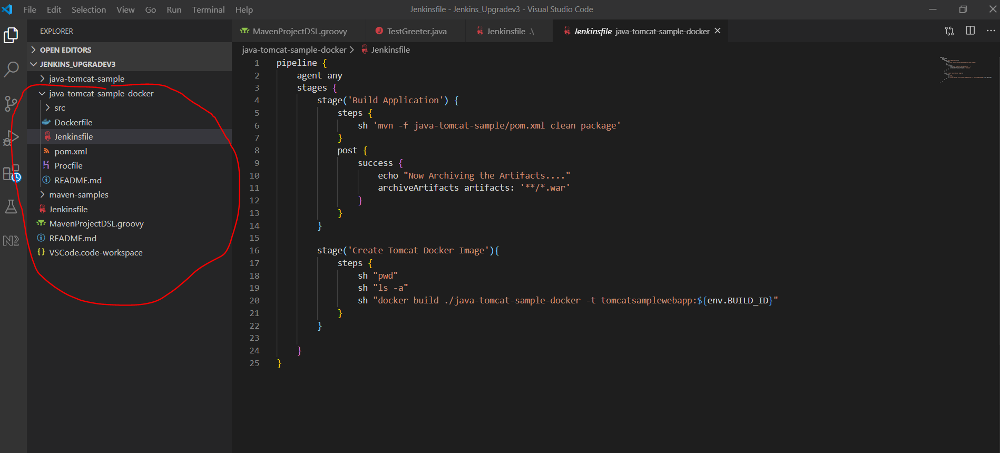 File Edit Selection View Go Run Terminal Help
Jenkinsfile - Jenkins_Upgradev3 - Visual Studio Code
EXPLORER
OPEN EDITORS
JENKINS_UPGRADEV3
java-tomcat-sample
java-tomcat-sample-docker
src
Dockerfile
Jenkinsfile
pom.xml
Procfile
README.md
maven-samples
Jenkinsfile
MavenProjectDSL.groovy
README.md
VSCode.code-workspace
MavenProjectDSL.groovy
TestGreeter.java
Jenkinsfile .\
Jenkinsfile java-tomcat-sample-docker
java-tomcat-sample-docker > Jenkinsfile
1 pipeline {
2 agent any
3 stages {
4 stage('Build Application') {
5 steps {
6 sh 'mvn -f java-tomcat-sample/pom.xml clean package'
7 }
8 post {
9 success {
10 echo "Now Archiving the Artifacts...."
11 archiveArtifacts artifacts: '**/*.war'
12 }
13 }
14 }
15
16 stage('Create Tomcat Docker Image'){
17 steps {
18 sh "pwd"
19 sh "ls -a"
20 sh "docker build ./java-tomcat-sample-docker -t tomcatsamplewebapp:${env.BUILD_ID}"
21 }
22 }
23
24 }
25 }